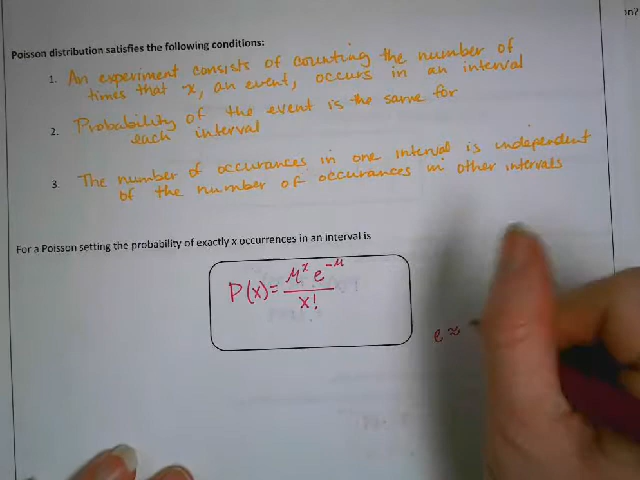 on?
Poisson distribution satisfies the following conditions:
1. An experiment consists of counting the number of
times that x, an event, occurs in an interval
2. Probability of the event is the same for
each interval
3. The number of occurances in one interval is independent
of the number of occurances in other intervals
For a Poisson setting the probability of exactly x occurrences in an interval is
P(x) = μ^x e^-μ / x!
e ≈